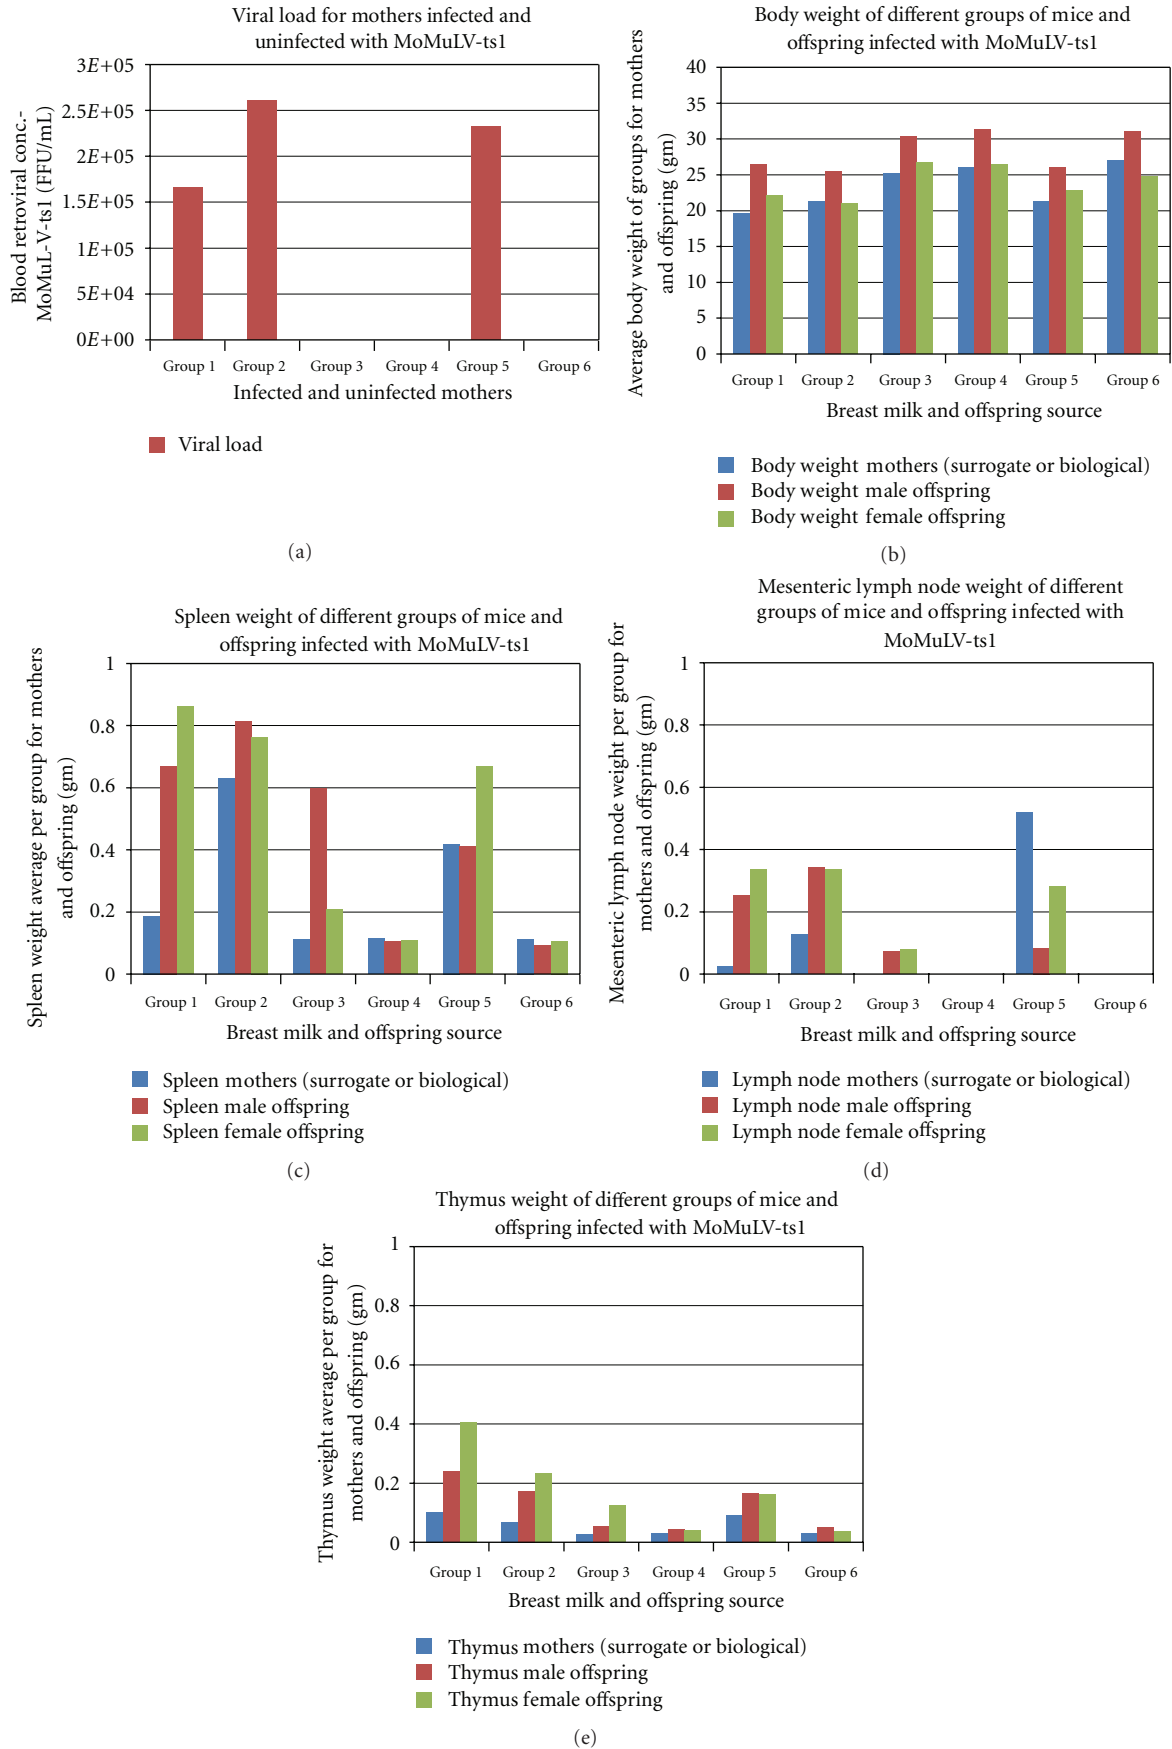 Viral load for mothers infected and
uninfected with MoMuLV-ts1
Blood retroviral conc.-
MoMuL-V-ts1 (FFU/mL)
3E+05
2.5E+05
2E+05
1.5E+05
1E+05
5E+04
0E+00
Group 1 Group 2 Group 3 Group 4 Group 5 Group 6
Infected and uninfected mothers
Viral load
(a)
Body weight of different groups of mice and
offspring infected with MoMuLV-ts1
Average body weight of groups for mothers
and offspring (gm)
40
35
30
25
20
15
10
5
0
Group 1 Group 2 Group 3 Group 4 Group 5 Group 6
Breast milk and offspring source
Body weight mothers (surrogate or biological)
Body weight male offspring
Body weight female offspring
(b)
Spleen weight of different groups of mice and
offspring infected with MoMuLV-ts1
Spleen weight average per group for mothers
and offspring (gm)
1
0.8
0.6
0.4
0.2
0
Group 1 Group 2 Group 3 Group 4 Group 5 Group 6
Breast milk and offspring source
Spleen mothers (surrogate or biological)
Spleen male offspring
Spleen female offspring
(c)
Mesenteric lymph node weight of different
groups of mice and offspring infected with
MoMuLV-ts1
Mesenteric lymph node weight per group for
mothers and offspring (gm)
1
0.8
0.6
0.4
0.2
0
Group 1 Group 2 Group 3 Group 4 Group 5 Group 6
Breast milk and offspring source
Lymph node mothers (surrogate or biological)
Lymph node male offspring
Lymph node female offspring
(d)
Thymus weight of different groups of mice and
offspring infected with MoMuLV-ts1
Thymus weight average per group for
mothers and offspring (gm)
1
0.8
0.6
0.4
0.2
0
Group 1 Group 2 Group 3 Group 4 Group 5 Group 6
Breast milk and offspring source
Thymus mothers (surrogate or biological)
Thymus male offspring
Thymus female offspring
(e)